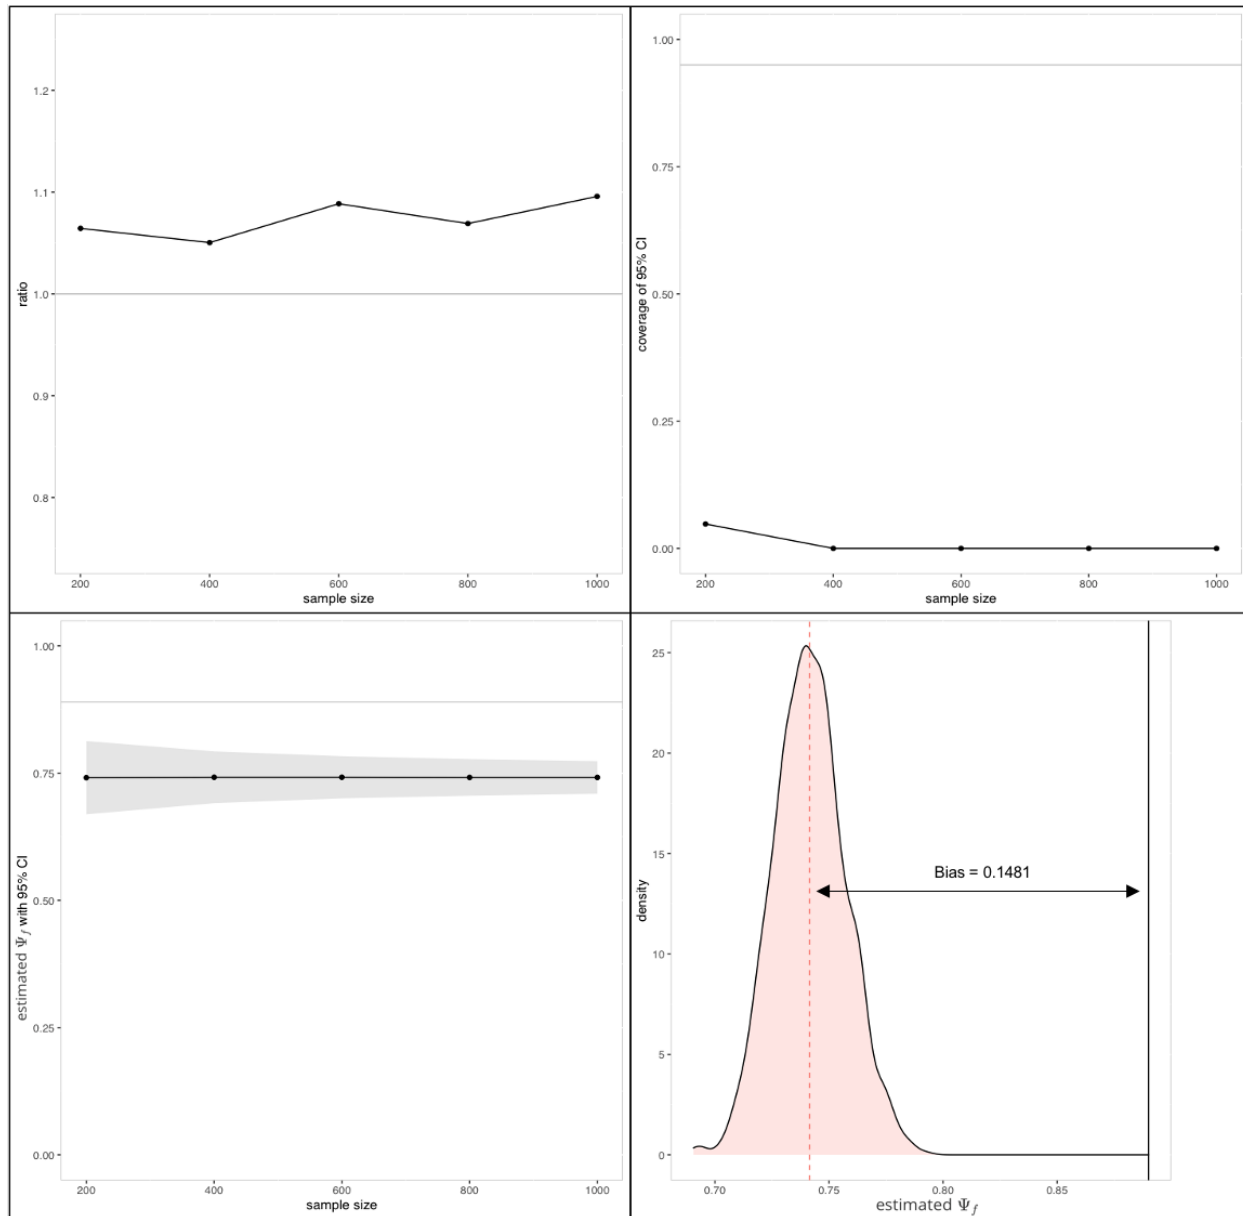 1.2
1.1
1.0
0.9
0.8
ratio
200 400 600 800 1000
sample size
1.00
0.75
0.50
0.25
0.00
coverage of 95% CI
200 400 600 800 1000
sample size
1.00
0.75
0.50
0.25
0.00
estimated Ψ_f with 95% CI
200 400 600 800 1000
sample size
25
20
15
10
5
0
density
Bias = 0.1481
0.70 0.75 0.80 0.85
estimated Ψ_f